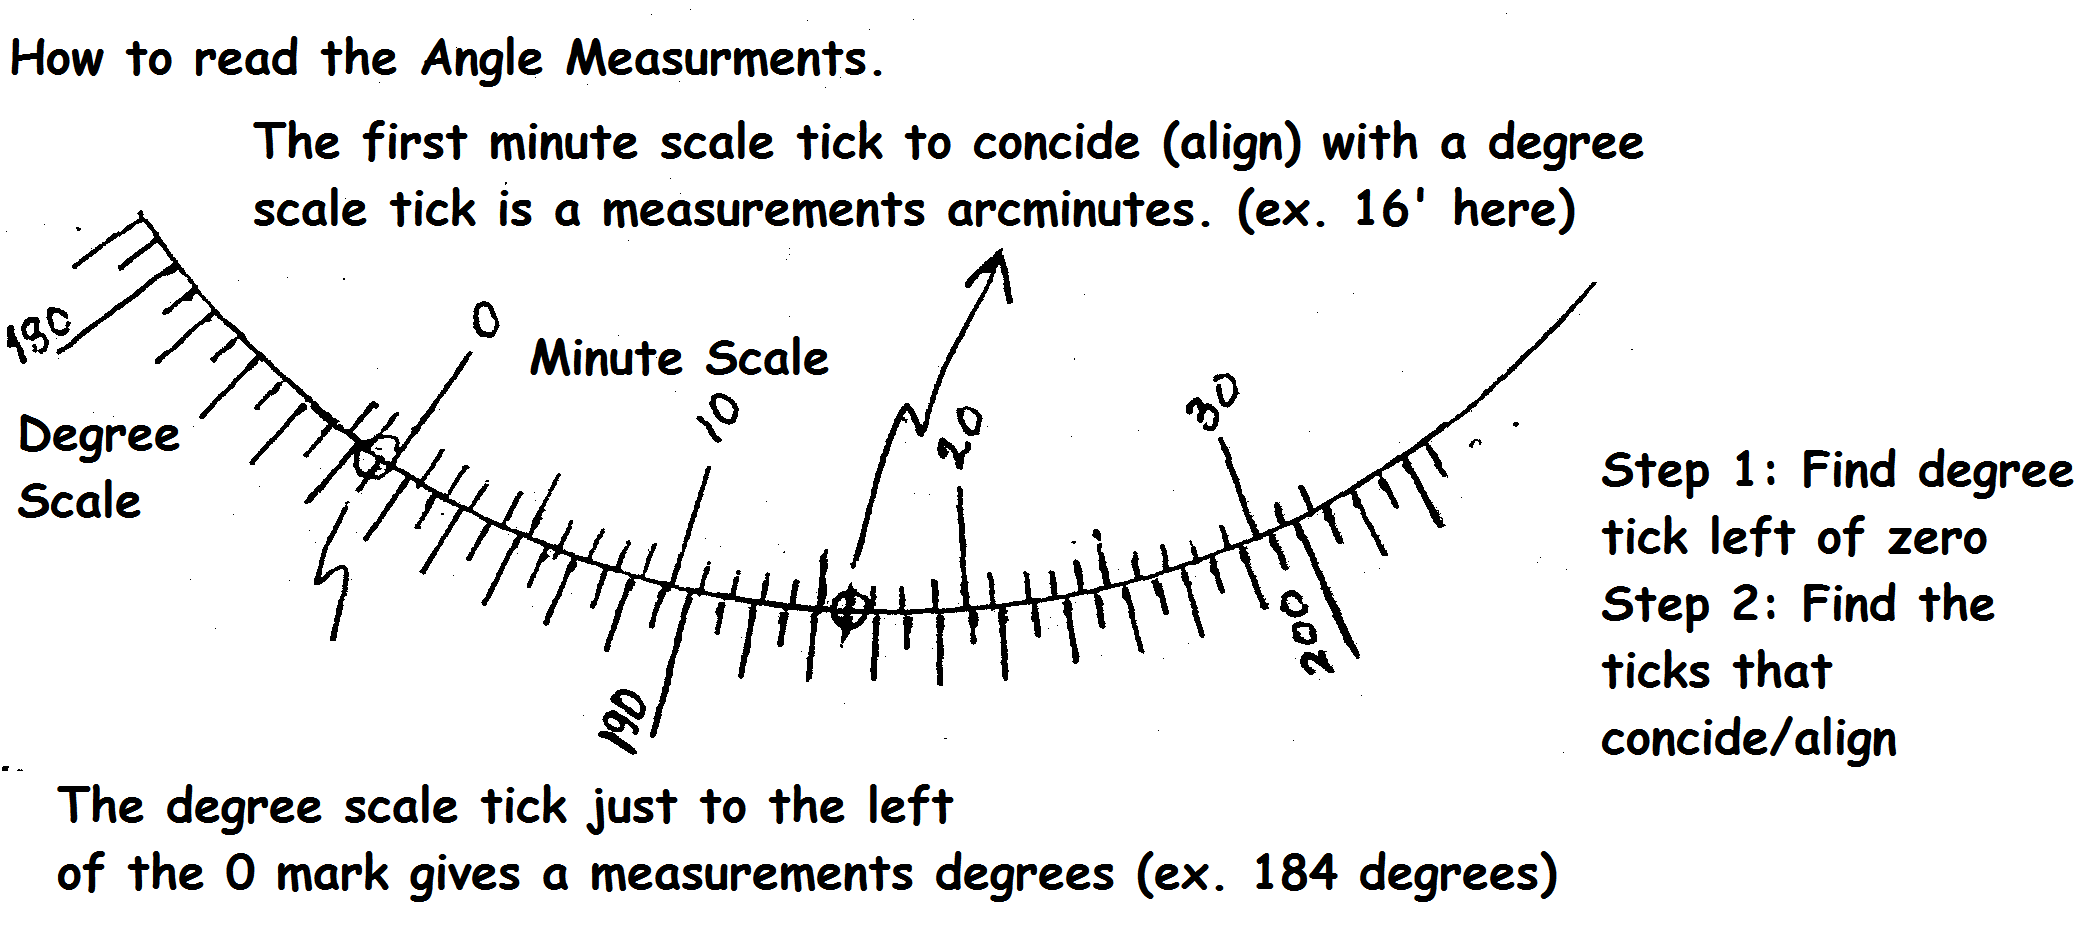 How to read the Angle Measurments.
The first minute scale tick to concide (align) with a degree
scale tick is a measurements arcminutes. (ex. 16' here)
180
0
Minute Scale
10
20
30
Degree
Scale
Step 1: Find degree
tick left of zero
Step 2: Find the
ticks that
concide/align
190
200
The degree scale tick just to the left
of the 0 mark gives a measurements degrees (ex. 184 degrees)